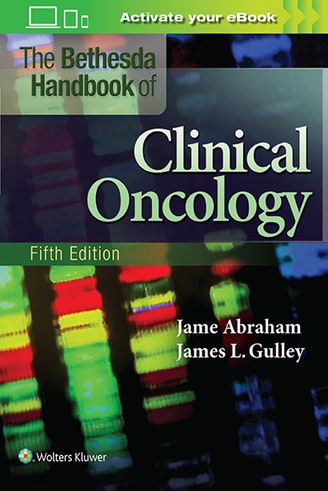 Activate your eBook
The Bethesda
Handbook of
Clinical
Oncology
Fifth Edition
Jame Abraham
James L. Gulley
Wolters Kluwer